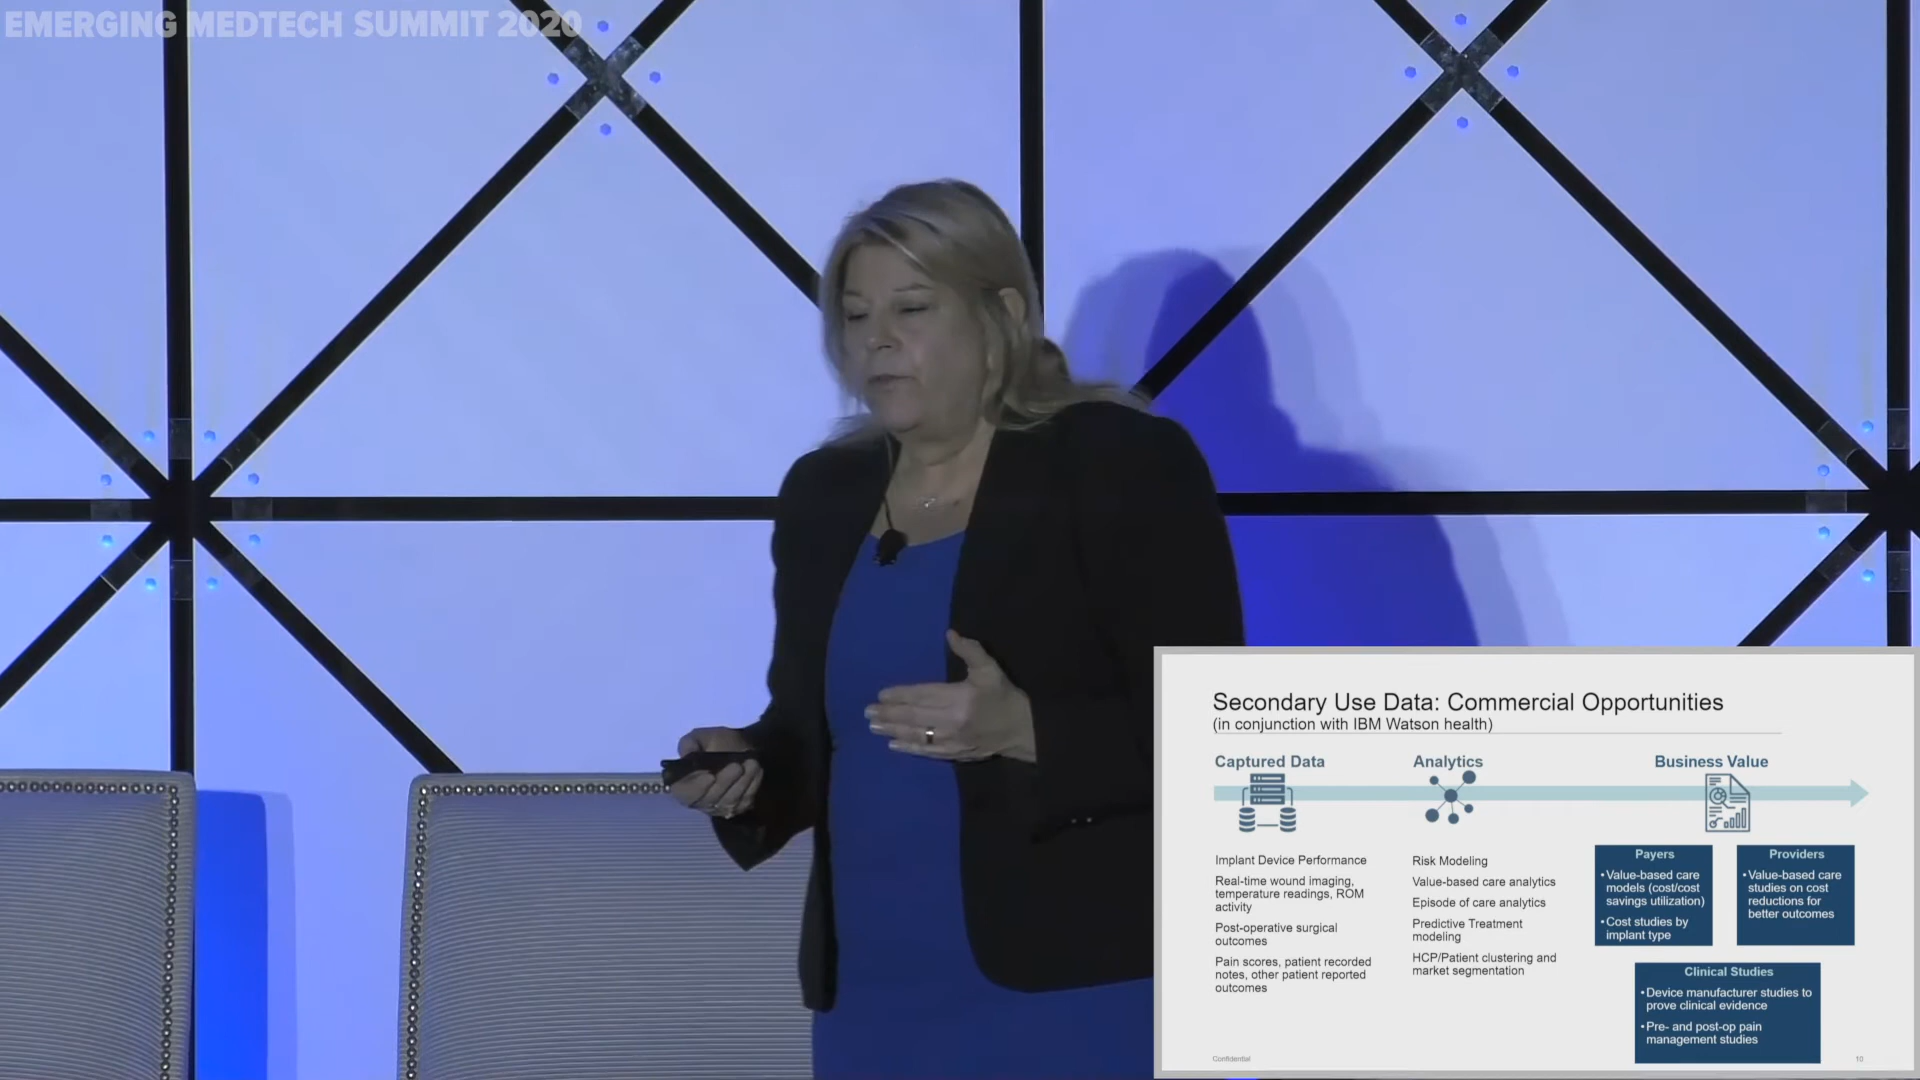 EMERGING MEDTECH SUMMIT 2020
Secondary Use Data: Commercial Opportunities
(in conjunction with IBM Watson health)
Captured Data
Analytics
Business Value
Implant Device Performance
Real-time wound imaging,
temperature readings, ROM
activity
Post-operative surgical
outcomes
Pain scores, patient recorded
notes, other patient reported
outcomes
Risk Modeling
Value-based care analytics
Episode of care analytics
Predictive Treatment
modeling
HCP/Patient clustering and
market segmentation
Payers
•Value-based care
models (cost/cost
savings utilization)
•Cost studies by
implant type
Providers
•Value-based care
studies on cost
reductions for
better outcomes
Clinical Studies
•Device manufacturer studies to
prove clinical evidence
•Pre- and post-op pain
management studies
Confidential
10